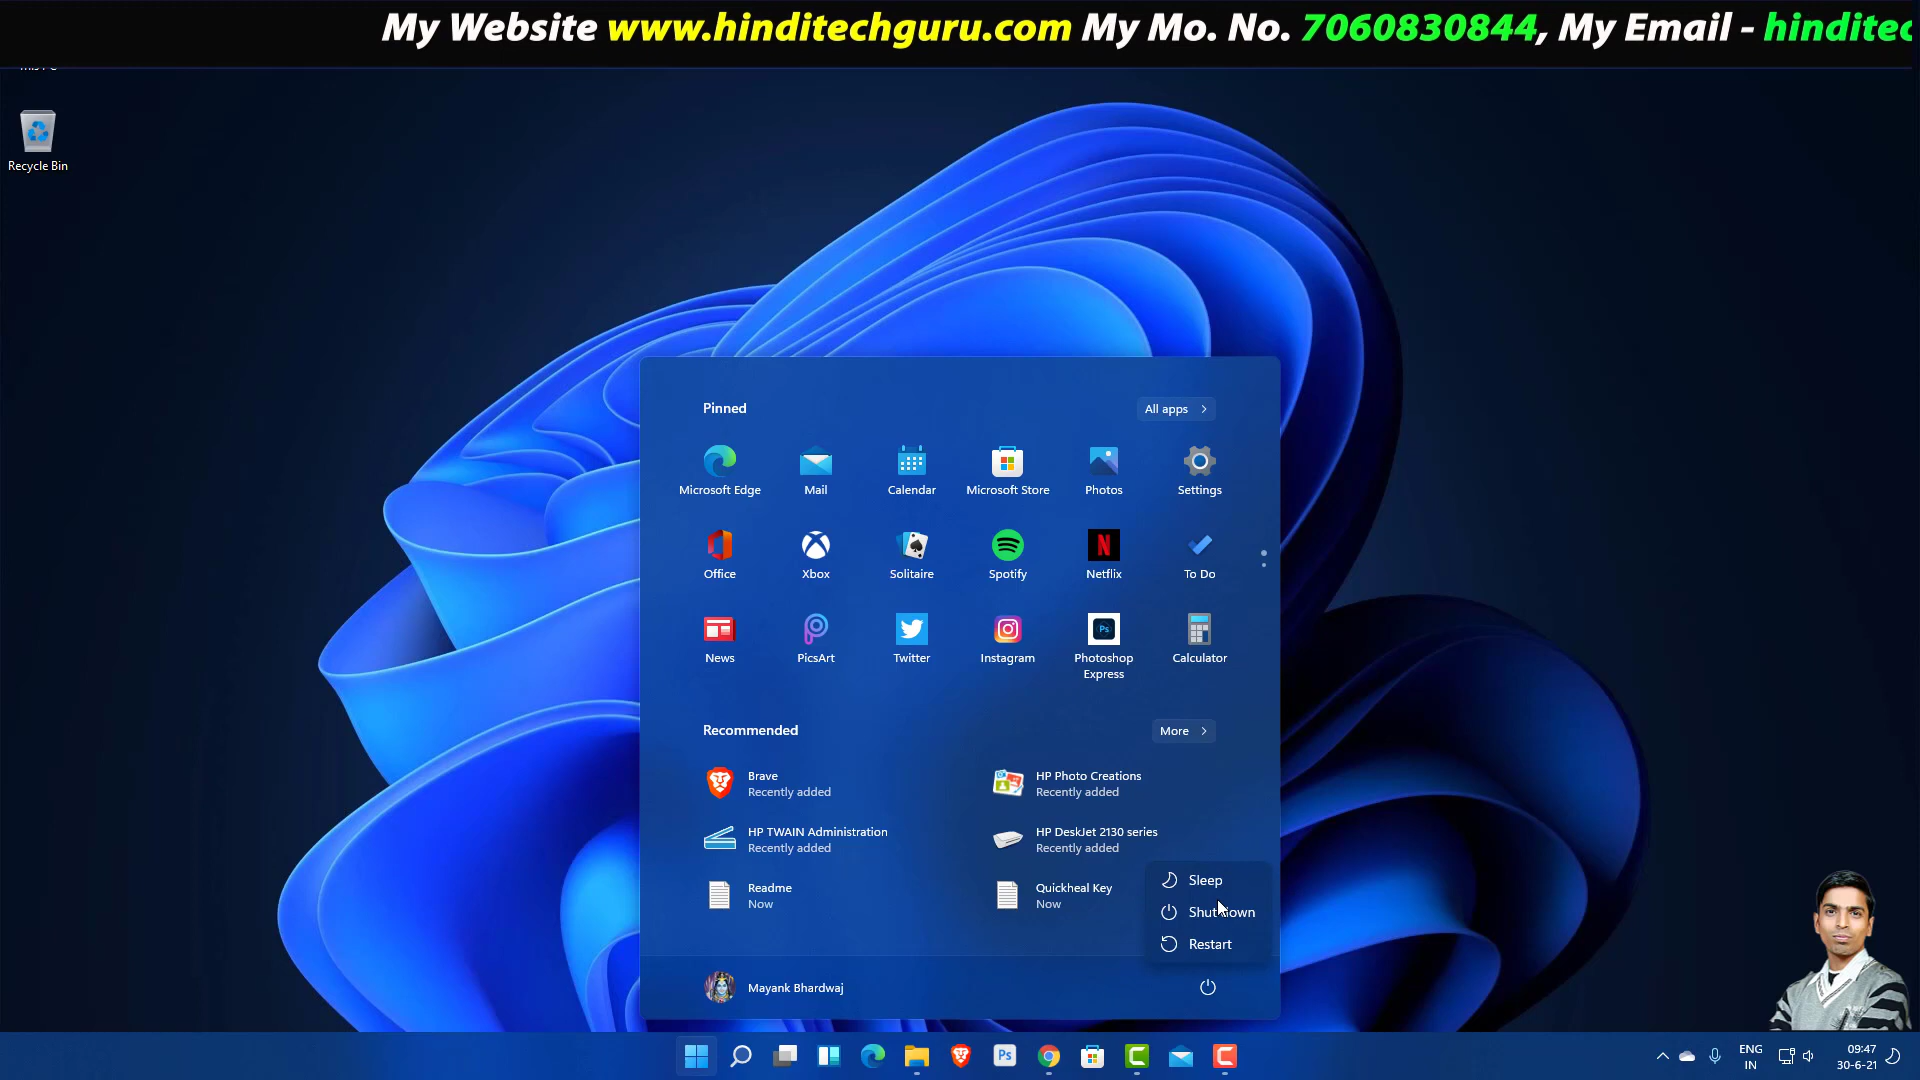 My Website www.hinditechguru.com My Mo. No. 7060830844, My Email - hinditec
Recycle Bin
Pinned
All apps
Microsoft Edge
Mail
Calendar
Microsoft Store
Photos
Settings
Office
Xbox
Solitaire
Spotify
Netflix
To Do
News
PicsArt
Twitter
Instagram
Photoshop
Express
Calculator
Recommended
More
Brave
Recently added
HP Photo Creations
Recently added
HP TWAIN Administration
Recently added
HP DeskJet 2130 series
Recently added
Readme
Now
Quickheal Key
Now
Sleep
Shut down
Restart
Mayank Bhardwaj
Ps
ENG
IN
09:47
30-6-21